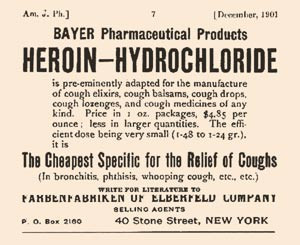 Am. J. Ph.] 7 [December, 1901
BAYER Pharmaceutical Products
HEROIN—HYDROCHLORIDE
is pre-eminently adapted for the manufacture
of cough elixirs, cough balsams, cough drops,
cough lozenges, and cough medicines of any
kind. Price in 1 oz. packages, $4.85 per
ounce; less in larger quantities. The effi-
cient dose being very small (1-48 to 1-24 gr.),
it is
The Cheapest Specific for the Relief of Coughs
(In bronchitis, phthisis, whooping cough, etc., etc.)
WRITE FOR LITERATURE TO
FARBENFABRIKEN OF ELBERFELD COMPANY
SELLING AGENTS
P. O. Box 2160 40 Stone Street, NEW YORK